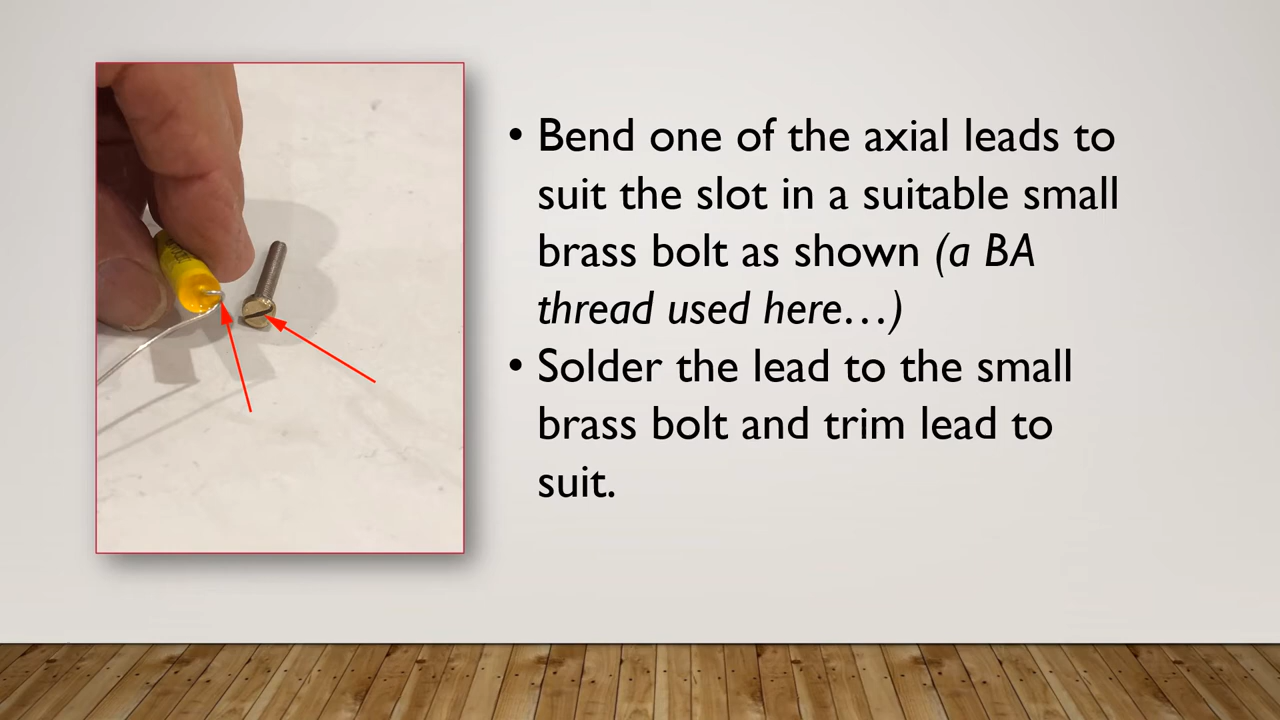 • Bend one of the axial leads to
suit the slot in a suitable small
brass bolt as shown (a BA
thread used here…)
• Solder the lead to the small
brass bolt and trim lead to
suit.